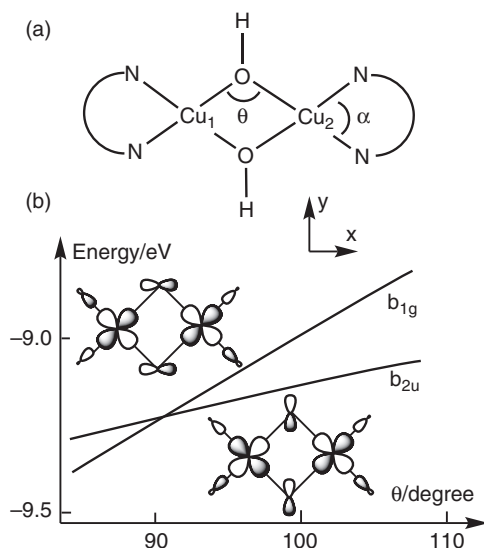 (a)
H
N
O
N
Cu₁
θ
Cu₂
α
N
O
N
H
(b)
y
x
Energy/eV
b₁g
−9.0
b₂u
−9.5
θ/degree
90 100 110